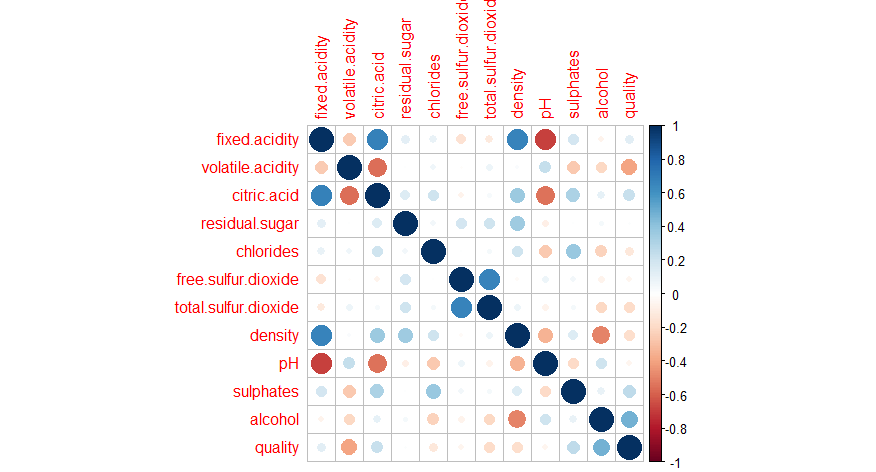 fixed.acidity
volatile.acidity
citric.acid
residual.sugar
chlorides
free.sulfur.dioxide
total.sulfur.dioxide
density
pH
sulphates
alcohol
quality
fixed.acidity
volatile.acidity
citric.acid
residual.sugar
chlorides
free.sulfur.dioxide
total.sulfur.dioxide
density
pH
sulphates
alcohol
quality
1
0.8
0.6
0.4
0.2
0
-0.2
-0.4
-0.6
-0.8
-1